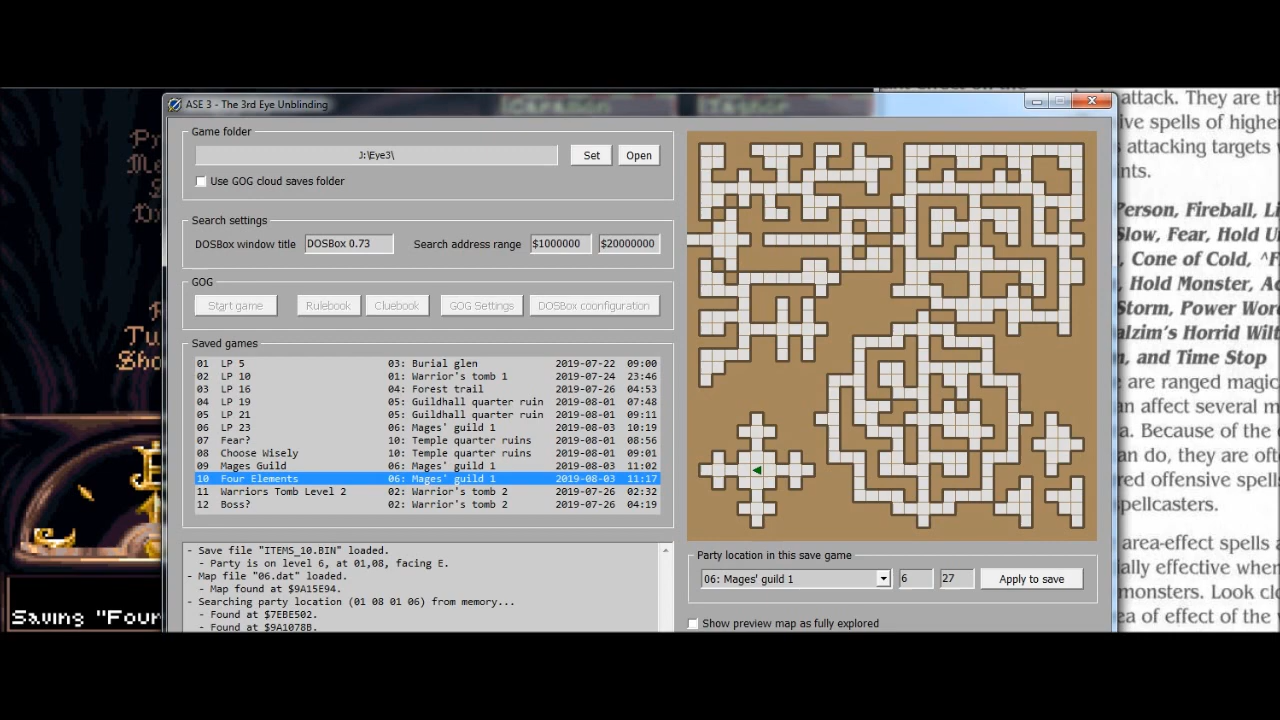 ASE 3 - The 3rd Eye Unblinding
Game folder
J:\Eye3\
Set
Open
Use GOG cloud saves folder
Search settings
DOSBox window title
DOSBox 0.73
Search address range
$1000000
$20000000
GOG
Start game
Rulebook
Cluebook
GOG Settings
DOSBox coonfiguration
Saved games
01 LP 5 03: Burial glen 2019-07-22 09:00
02 LP 10 01: Warrior's tomb 1 2019-07-24 23:46
03 LP 16 04: Forest trail 2019-07-26 04:53
04 LP 19 05: Guildhall quarter ruin 2019-08-01 07:48
05 LP 21 05: Guildhall quarter ruin 2019-08-01 09:11
06 LP 23 06: Mages' guild 1 2019-08-03 10:19
07 Fear? 10: Temple quarter ruins 2019-08-01 08:56
08 Choose Wisely 10: Temple quarter ruins 2019-08-01 09:01
09 Mages Guild 06: Mages' guild 1 2019-08-03 11:02
10 Four Elements 06: Mages' guild 1 2019-08-03 11:17
11 Warriors Tomb Level 2 02: Warrior's tomb 2 2019-07-26 02:32
12 Boss? 02: Warrior's tomb 2 2019-07-26 04:19
- Save file "ITEMS_10.BIN" loaded.
- Party is on level 6, at 01,08, facing E.
- Map file "06.dat" loaded.
- Map found at $9A15E94.
- Searching party location (01 08 01 06) from memory...
- Found at $7EBE502.
- Found at $9A1078B.
Party location in this save game
06: Mages' guild 1
6
27
Apply to save
Show preview map as fully explored
Saving "Four
attack. They are th
ive spells of highe
attacking targets
nts.
Person, Fireball, Li
Slow, Fear, Hold U
, Cone of Cold, ^F
, Hold Monster, Ac
Storm, Power Wor
alzim's Horrid Wilt
n, and Time Stop
are ranged magic
an affect several m
a. Because of the
an do, they are oft
red offensive spell
spellcasters.
area-effect spells
ally effective when
monsters. Look clo
ea of effect of the